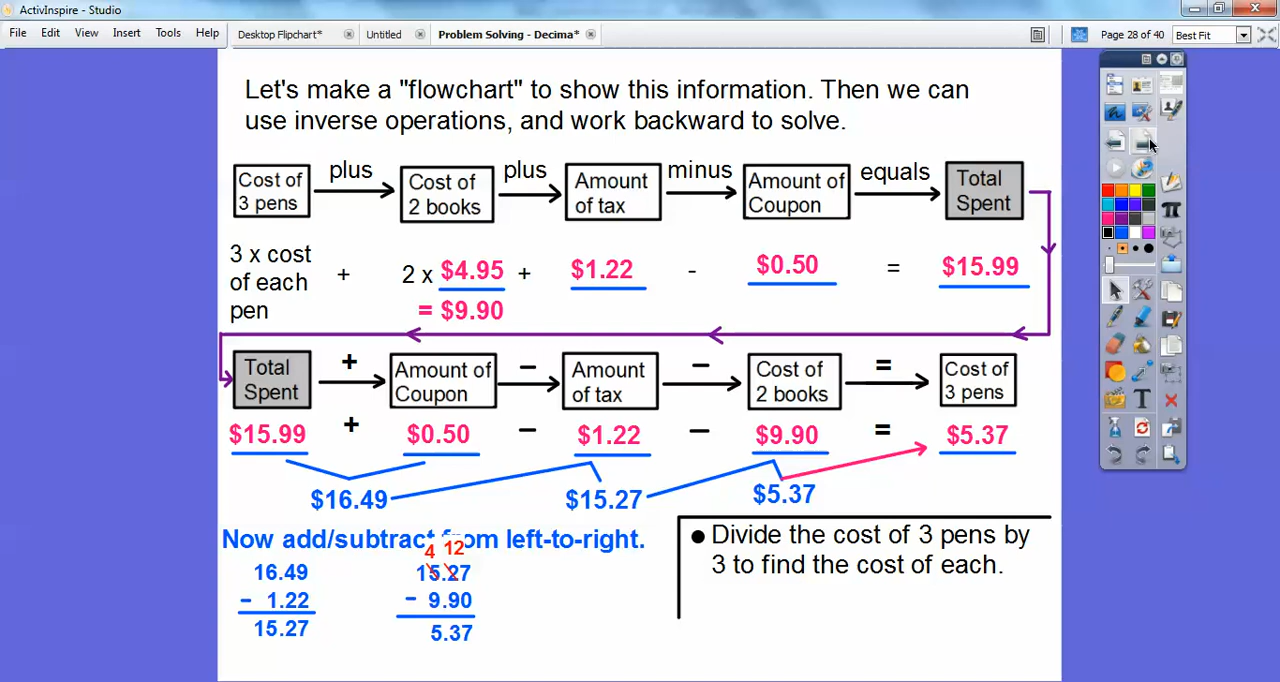 ActivInspire - Studio
File Edit View Insert Tools Help Desktop Flipchart* Untitled Problem Solving - Decima* Page 28 of 40 Best Fit
Let's make a "flowchart" to show this information. Then we can
use inverse operations, and work backward to solve.
plus plus minus equals
Cost of
3 pens
Cost of
2 books
Amount
of tax
Amount of
Coupon
Total
Spent
3 x cost
of each
pen
+ 2 x $4.95 + $1.22 - $0.50 = $15.99
= $9.90
Total
Spent
+
Amount of
Coupon
–
Amount
of tax
–
Cost of
2 books
=
Cost of
3 pens
$15.99 + $0.50 – $1.22 – $9.90 = $5.37
$16.49 $15.27 $5.37
Now add/subtract from left-to-right.
16.49
- 1.22
15.27
4 12
15.27
- 9.90
5.37
• Divide the cost of 3 pens by
3 to find the cost of each.